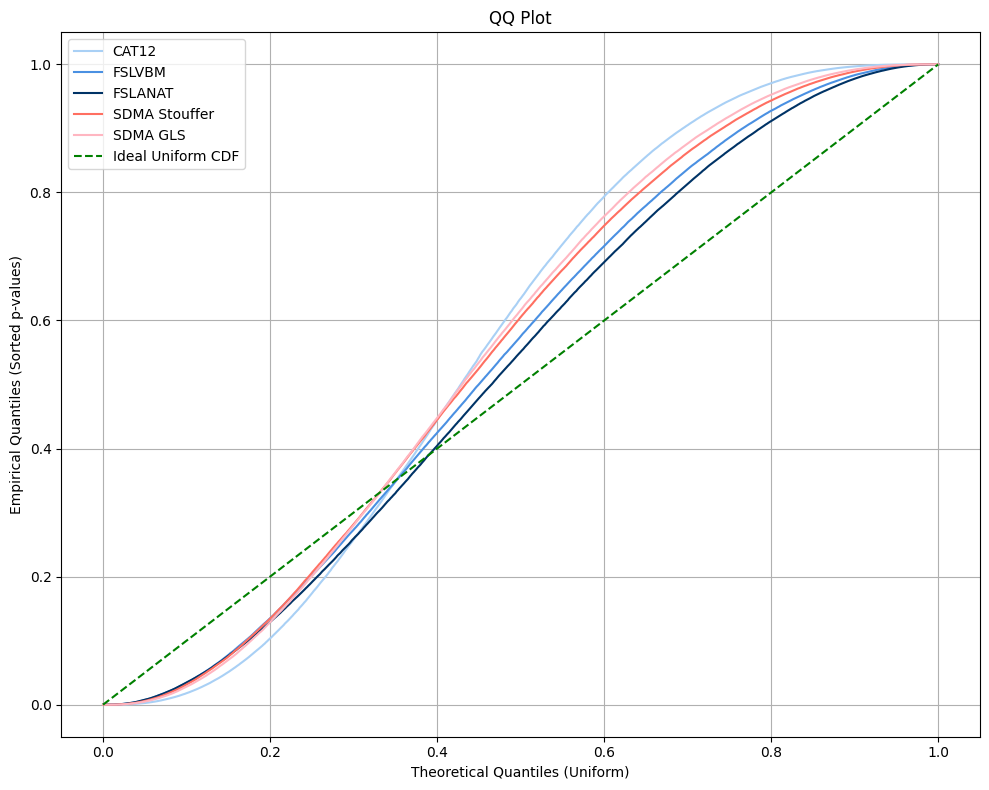 QQ Plot
CAT12
FSLVBM
FSLANAT
SDMA Stouffer
SDMA GLS
Ideal Uniform CDF
Empirical Quantiles (Sorted p-values)
1.0
0.8
0.6
0.4
0.2
0.0
0.0 0.2 0.4 0.6 0.8 1.0
Theoretical Quantiles (Uniform)